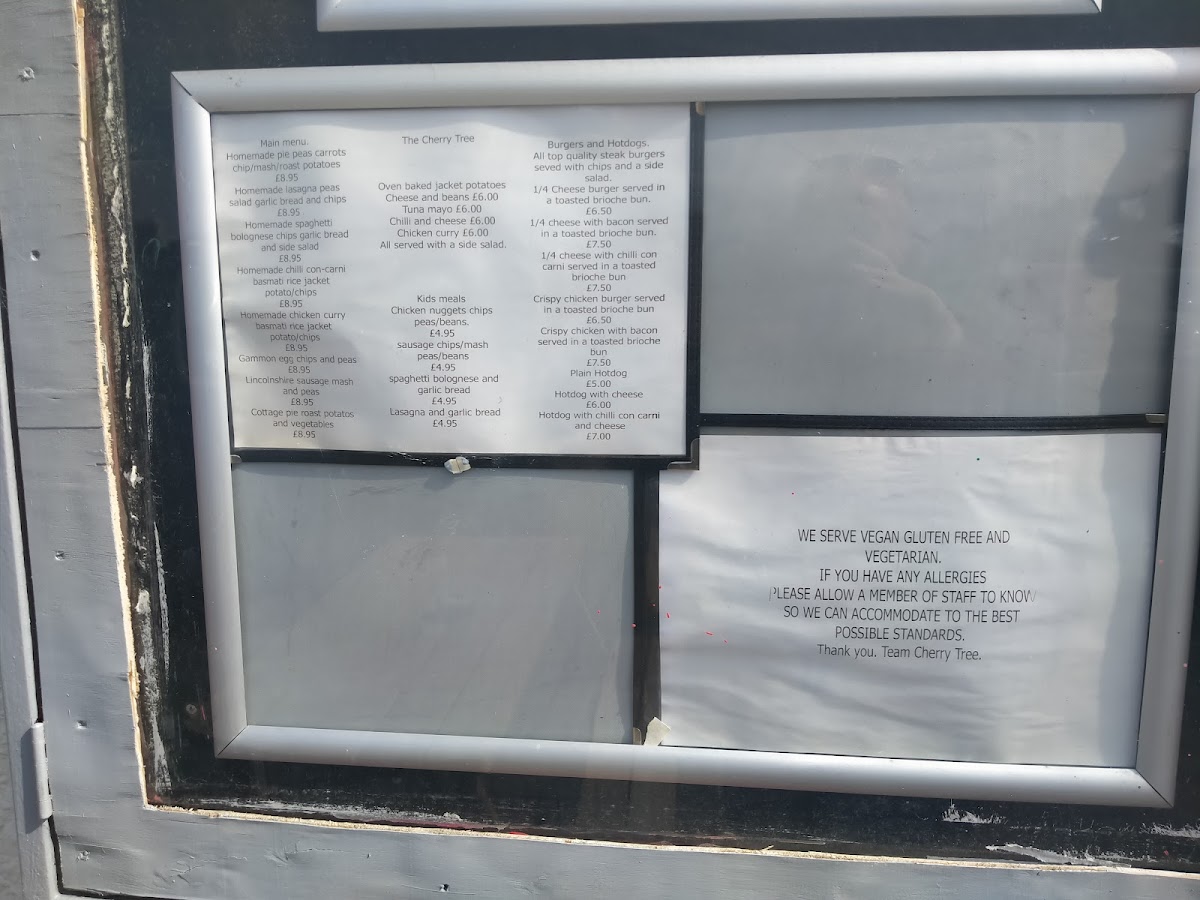 Main menu.
Homemade pie peas carrots
chip/mash/roast potatoes
£8.95
Homemade lasagna peas
salad garlic bread and chips
£8.95
Homemade spaghetti
bolognese chips garlic bread
and side salad
£8.95
Homemade chilli con-carni
basmati rice jacket
potato/chips
£8.95
Homemade chicken curry
basmati rice jacket
potato/chips
£8.95
Gammon egg chips and peas
£8.95
Lincolnshire sausage mash
and peas
£8.95
Cottage pie roast potatos
and vegetables
£8.95
The Cherry Tree
Oven baked jacket potatoes
Cheese and beans £6.00
Tuna mayo £6.00
Chilli and cheese £6.00
Chicken curry £6.00
All served with a side salad.
Kids meals
Chicken nuggets chips
peas/beans.
£4.95
sausage chips/mash
peas/beans
£4.95
spaghetti bolognese and
garlic bread
£4.95
Lasagna and garlic bread
£4.95
Burgers and Hotdogs.
All top quality steak burgers
seved with chips and a side
salad.
1/4 Cheese burger served in
a toasted brioche bun.
£6.50
1/4 cheese with bacon served
in a toasted brioche bun.
£7.50
1/4 cheese with chilli con
carni served in a toasted
brioche bun
£7.50
Crispy chicken burger served
in a toasted brioche bun
£6.50
Crispy chicken with bacon
served in a toasted brioche
bun
£7.50
Plain Hotdog
£5.00
Hotdog with cheese
£6.00
Hotdog with chilli con carni
and cheese
£7.00
WE SERVE VEGAN GLUTEN FREE AND
VEGETARIAN.
IF YOU HAVE ANY ALLERGIES
PLEASE ALLOW A MEMBER OF STAFF TO KNOW
SO WE CAN ACCOMMODATE TO THE BEST
POSSIBLE STANDARDS.
Thank you. Team Cherry Tree.